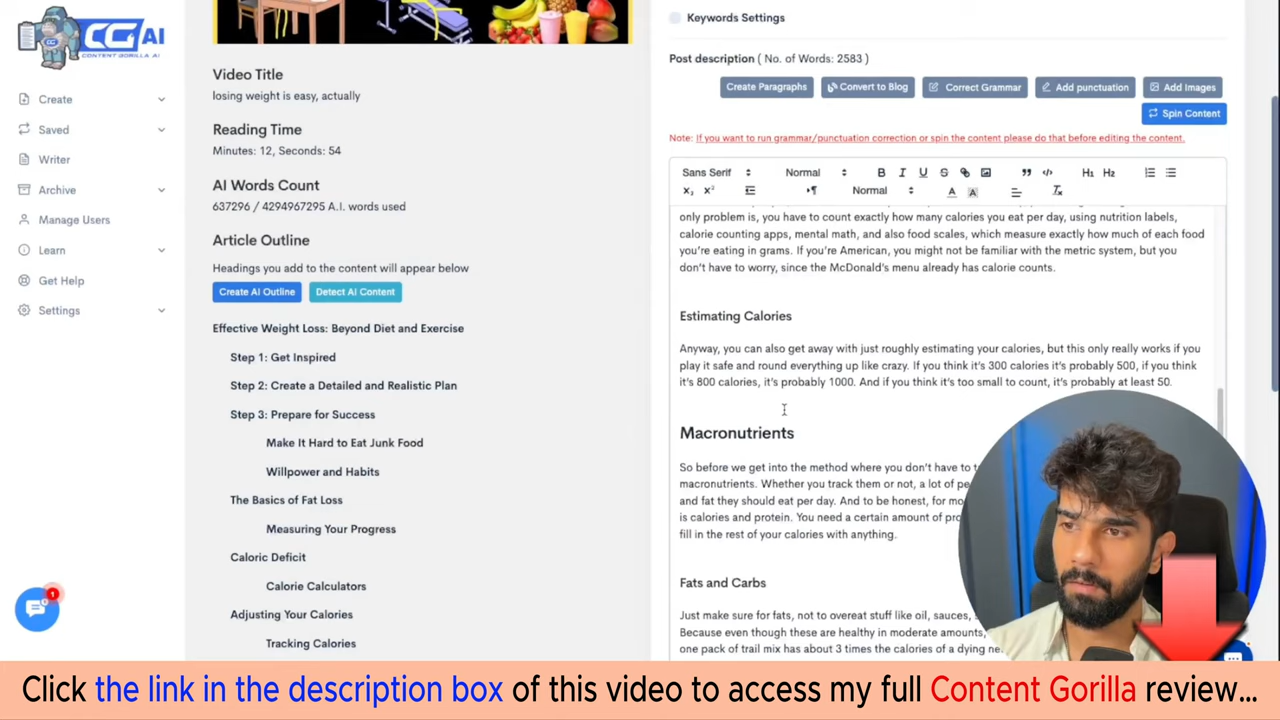 CG AI
CONTENT GORILLA AI
Create
Saved
Writer
Archive
Manage Users
Learn
Get Help
Settings
1
Video Title
losing weight is easy, actually
Reading Time
Minutes: 12, Seconds: 54
AI Words Count
637296 / 4294967295 A.I. words used
Article Outline
Headings you add to the content will appear below
Create AI Outline
Detect AI Content
Effective Weight Loss: Beyond Diet and Exercise
Step 1: Get Inspired
Step 2: Create a Detailed and Realistic Plan
Step 3: Prepare for Success
Make It Hard to Eat Junk Food
Willpower and Habits
The Basics of Fat Loss
Measuring Your Progress
Caloric Deficit
Calorie Calculators
Adjusting Your Calories
Tracking Calories
Keywords Settings
Post description ( No. of Words: 2583 )
Create Paragraphs
Convert to Blog
Correct Grammar
Add punctuation
Add Images
Spin Content
Note: If you want to run grammar/punctuation correction or spin the content please do that before editing the content.
Sans Serif
Normal
B I U S
H1 H2
X₂ X²
Normal
A A
only problem is, you have to count exactly how many calories you eat per day, using nutrition labels,
calorie counting apps, mental math, and also food scales, which measure exactly how much of each food
you're eating in grams. If you're American, you might not be familiar with the metric system, but you
don't have to worry, since the McDonald's menu already has calorie counts.
Estimating Calories
Anyway, you can also get away with just roughly estimating your calories, but this only really works if you
play it safe and round everything up like crazy. If you think it's 300 calories it's probably 500, if you think
it's 800 calories, it's probably 1000. And if you think it's too small to count, it's probably at least 50.
Macronutrients
So before we get into the method where you don't have to
macronutrients. Whether you track them or not, a lot of
and fat they should eat per day. And to be honest, for
is calories and protein. You need a certain amount of
fill in the rest of your calories with anything.
Fats and Carbs
Just make sure for fats, not to overeat stuff like oil, sauces,
Because even though these are healthy in moderate amounts,
one pack of trail mix has about 3 times the calories of a dying
Click the link in the description box of this video to access my full Content Gorilla review...